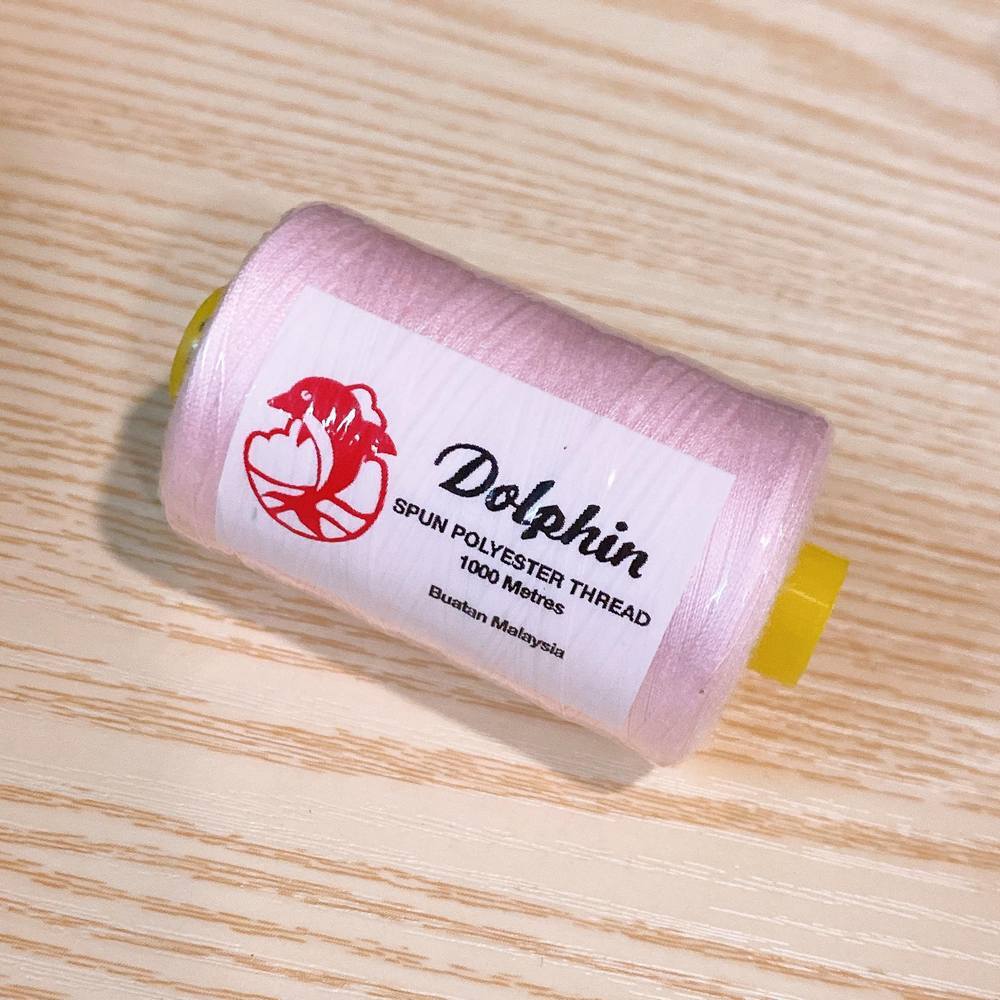 Dolphin
SPUN POLYESTER THREAD
1000 Metres
Buatan Malaysia